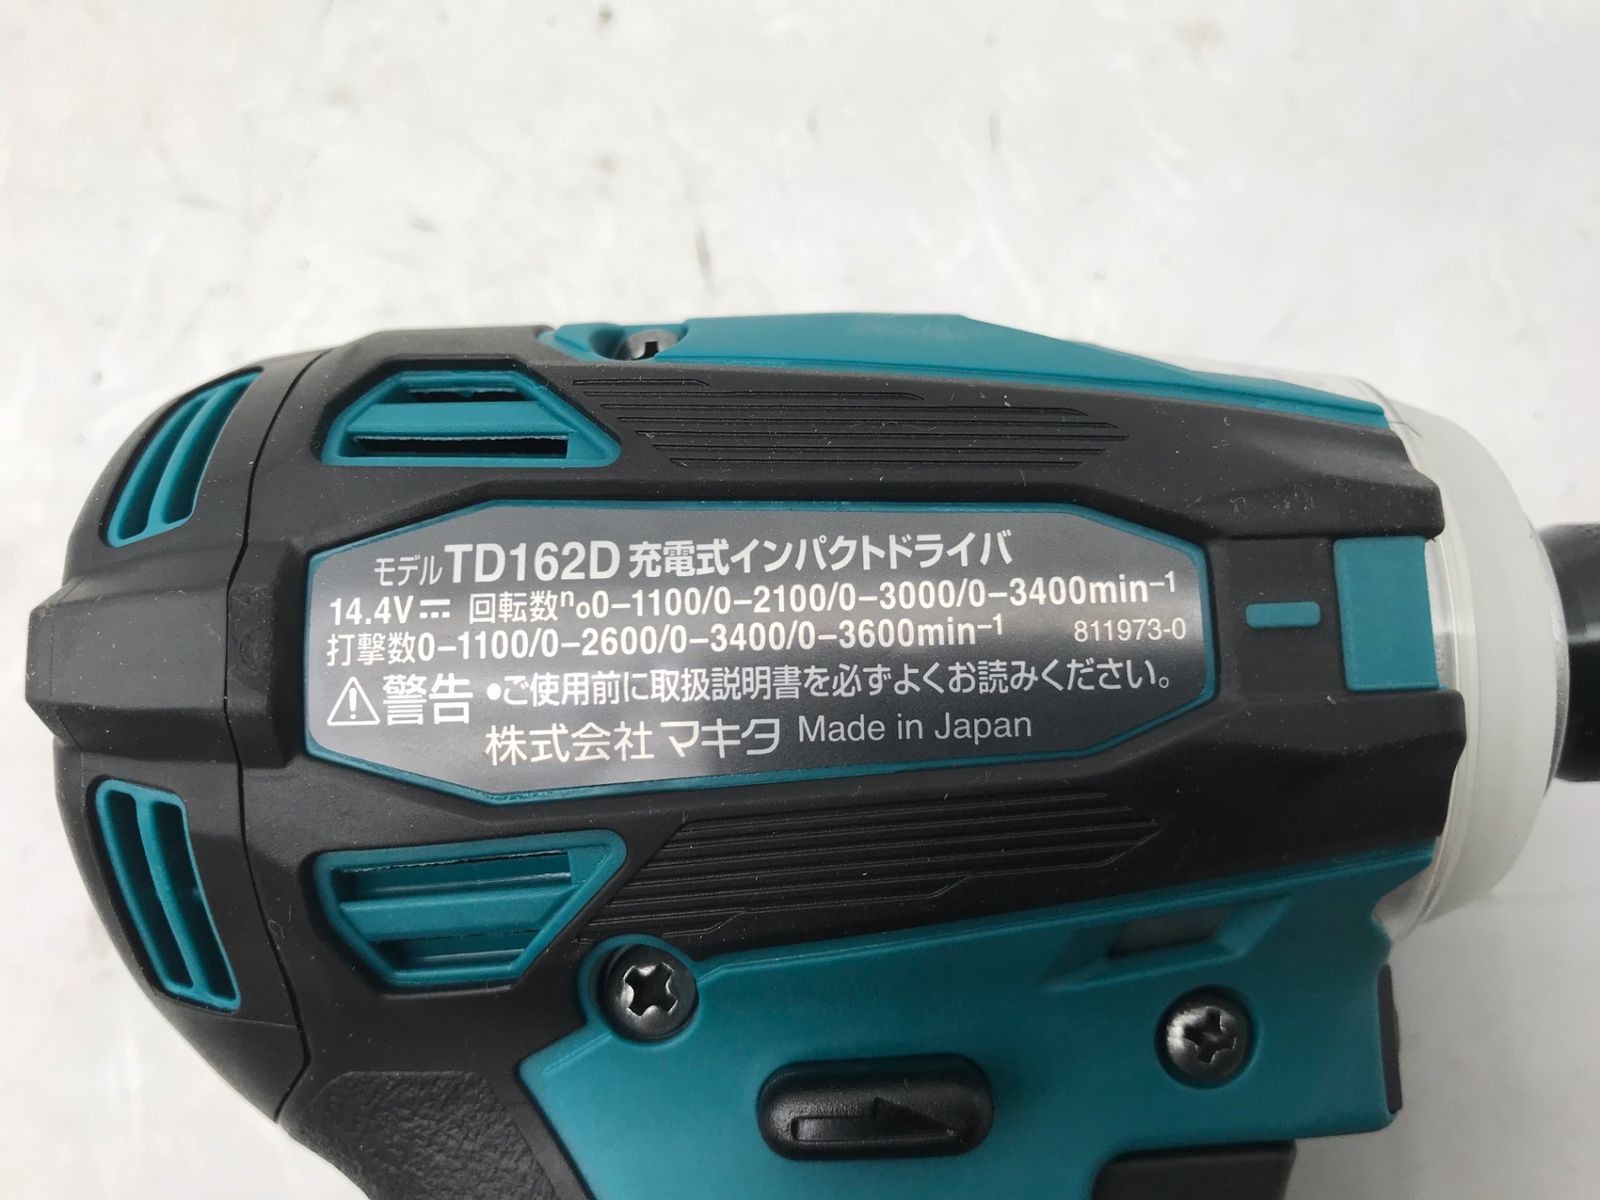 モデルTD162D 充電式インパクトドライバ
14.4V⎓ 回転数n₀0−1100/0−2100/0−3000/0−3400min⁻¹
打撃数0−1100/0−2600/0−3400/0−3600min⁻¹ 811973-0
⚠警告 ●ご使用前に取扱説明書を必ずよくお読みください。
株式会社マキタ Made in Japan